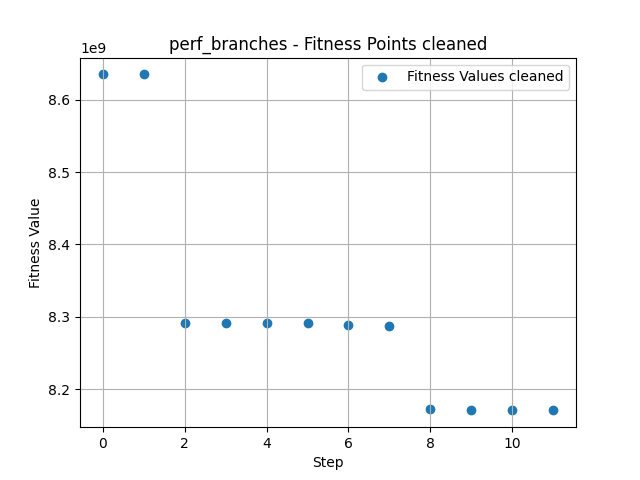 perf_branches - Fitness Points cleaned
1e9
Fitness Values cleaned
8.6
8.5
8.4
8.3
8.2
Fitness Value
0 2 4 6 8 10
Step